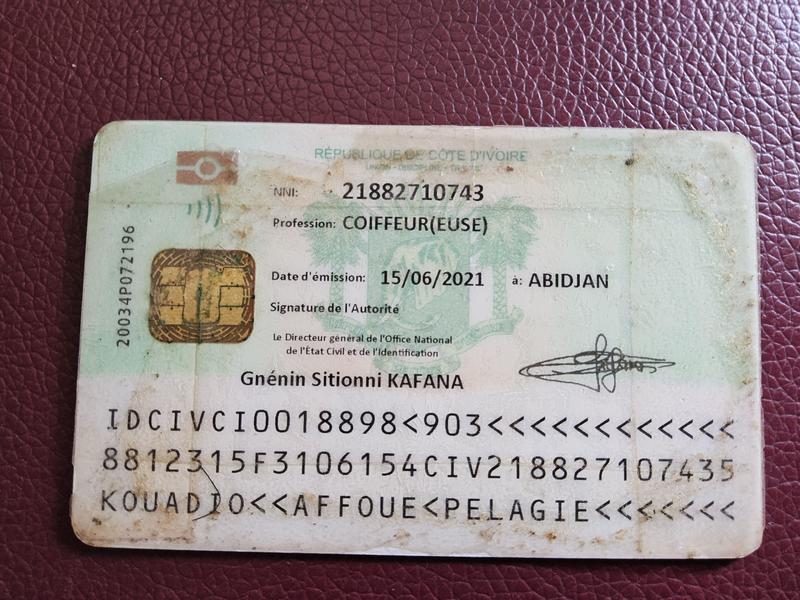 RÉPUBLIQUE DE CÔTE D'IVOIRE
NNI: 21882710743
Profession: COIFFEUR(EUSE)
20034P072196
Date d'émission: 15/06/2021 à: ABIDJAN
Signature de l'Autorité
Le Directeur général de l'Office National
de l'État Civil et de l'Identification
Gnénin Sitionni KAFANA
IDCIVCI0018898<903<<<<<<<<<<<<
8812315F3106154CIV218827107435
KOUADIO<<AFFOUE<PELAGIE<<<<<<<